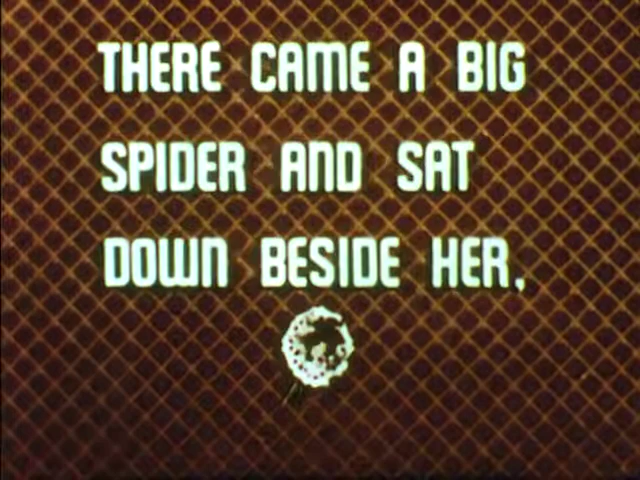 THERE CAME A BIG
SPIDER AND SAT
DOWN BESIDE HER,